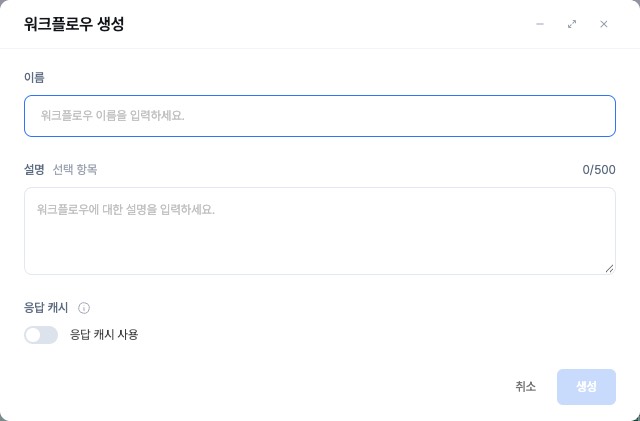 워크플로우 생성
이름
워크플로우 이름을 입력하세요.
설명 선택 항목 0/500
워크플로우에 대한 설명을 입력하세요.
응답 캐시
응답 캐시 사용
취소 생성